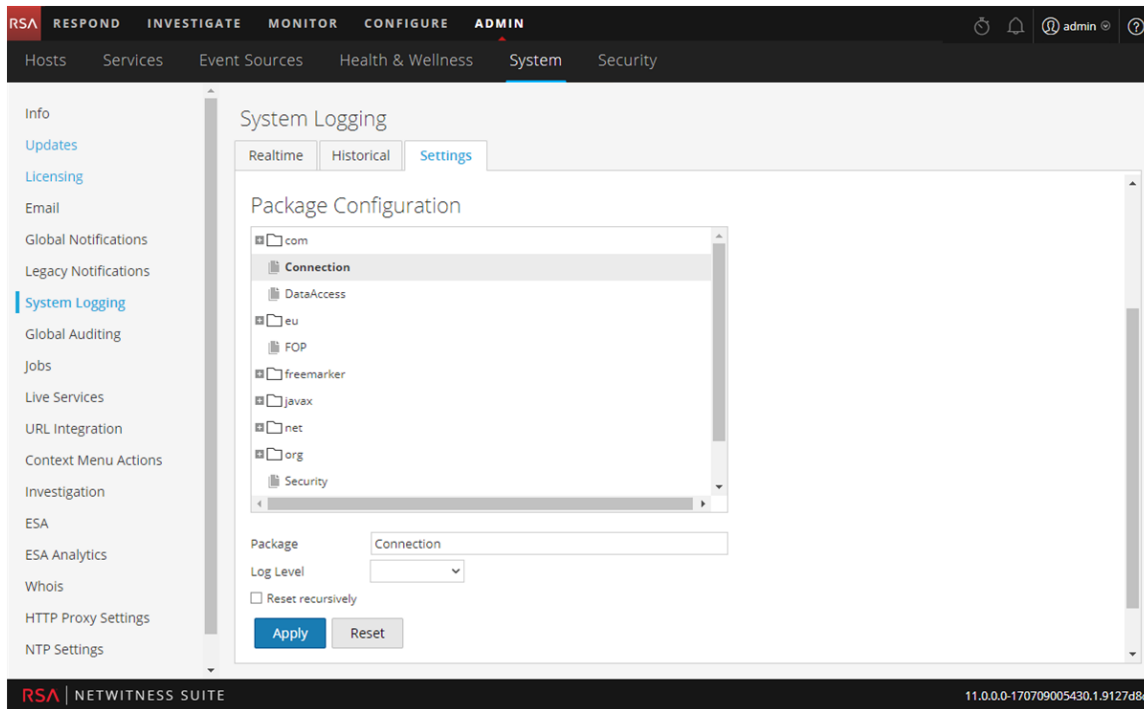 RSA RESPOND INVESTIGATE MONITOR CONFIGURE ADMIN admin ?
Hosts Services Event Sources Health & Wellness System Security
Info
Updates
Licensing
Email
Global Notifications
Legacy Notifications
System Logging
Global Auditing
Jobs
Live Services
URL Integration
Context Menu Actions
Investigation
ESA
ESA Analytics
Whois
HTTP Proxy Settings
NTP Settings
System Logging
Realtime Historical Settings
Package Configuration
com
Connection
DataAccess
eu
FOP
freemarker
javax
net
org
Security
Package Connection
Log Level
Reset recursively
Apply Reset
RSA NETWITNESS SUITE 11.0.0.0-170709005430.1.9127d8